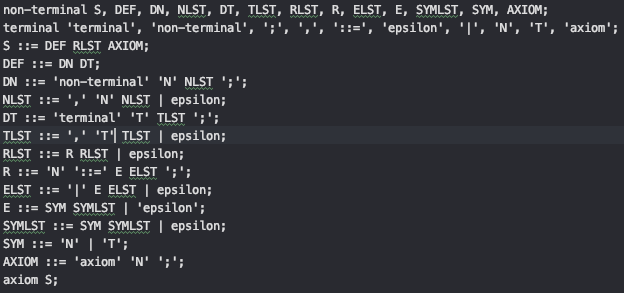 non-terminal S, DEF, DN, NLST, DT, TLST, RLST, R, ELST, E, SYMLST, SYM, AXIOM;
terminal 'terminal', 'non-terminal', ';', ',', '::=', 'epsilon', '|', 'N', 'T', 'axiom';
S ::= DEF RLST AXIOM;
DEF ::= DN DT;
DN ::= 'non-terminal' 'N' NLST ';';
NLST ::= ',' 'N' NLST | epsilon;
DT ::= 'terminal' 'T' TLST ';';
TLST ::= ',' 'T' TLST | epsilon;
RLST ::= R RLST | epsilon;
R ::= 'N' '::=' E ELST ';';
ELST ::= '|' E ELST | epsilon;
E ::= SYM SYMLST | 'epsilon';
SYMLST ::= SYM SYMLST | epsilon;
SYM ::= 'N' | 'T';
AXIOM ::= 'axiom' 'N' ';';
axiom S;